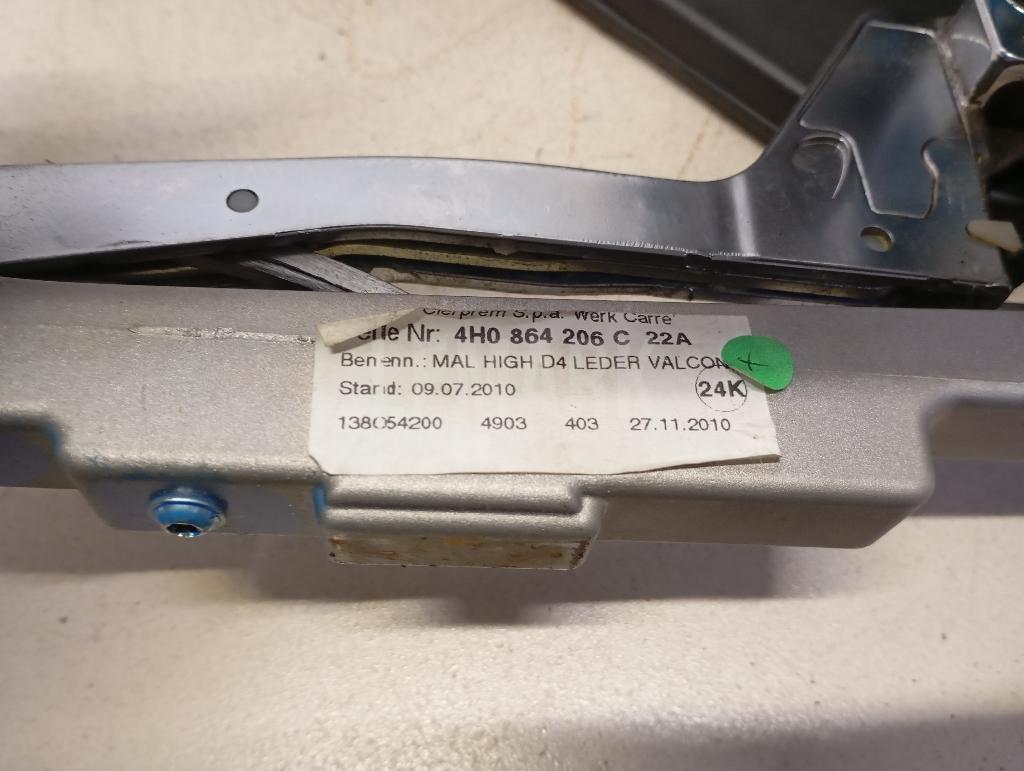 Clerprem S.p.a. Werk Carre'
Nr: 4H0 864 206 C 22A
Benenn.: MAL HIGH D4 LEDER VALCON
Stand: 09.07.2010
24K
138054200 4903 403 27.11.2010